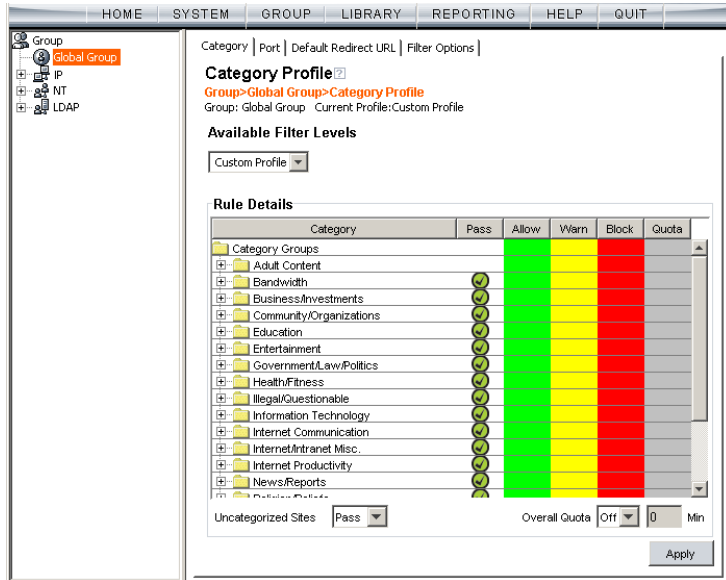 HOME SYSTEM GROUP LIBRARY REPORTING HELP QUIT
Group
Global Group
IP
NT
LDAP
Category Port Default Redirect URL Filter Options
Category Profile ?
Group>Global Group>Category Profile
Group: Global Group Current Profile:Custom Profile
Available Filter Levels
Custom Profile
Rule Details
Category Pass Allow Warn Block Quota
Category Groups
Adult Content
Bandwidth
Business/Investments
Community/Organizations
Education
Entertainment
Government/Law/Politics
Health/Fitness
Illegal/Questionable
Information Technology
Internet Communication
Internet/Intranet Misc.
Internet Productivity
News/Reports
Religion/Beliefs
Uncategorized Sites Pass Overall Quota Off 0 Min
Apply